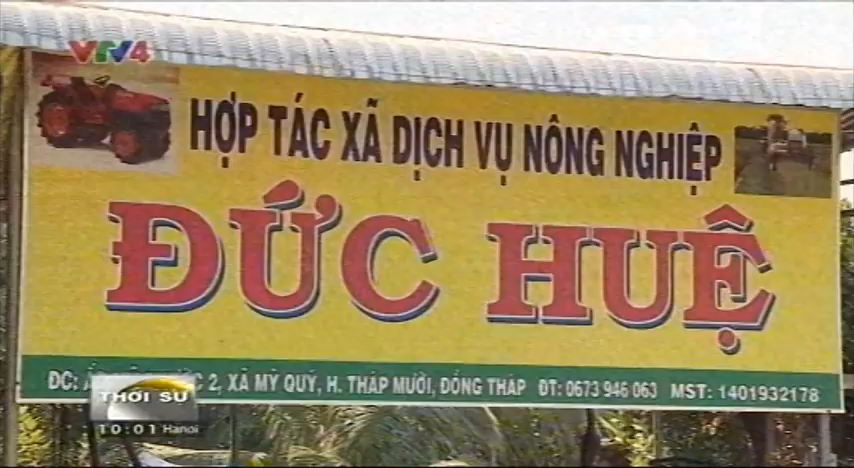 VTV4
HỢP TÁC XÃ DỊCH VỤ NÔNG NGHIỆP
ĐỨC HUỆ
ĐC: 2, XÃ MỸ QUÝ, H. THÁP MƯỜI, ĐỒNG THÁP ĐT: 0673 946 063 MST: 1401932178
THỜI SỰ
10:01 Hanoi